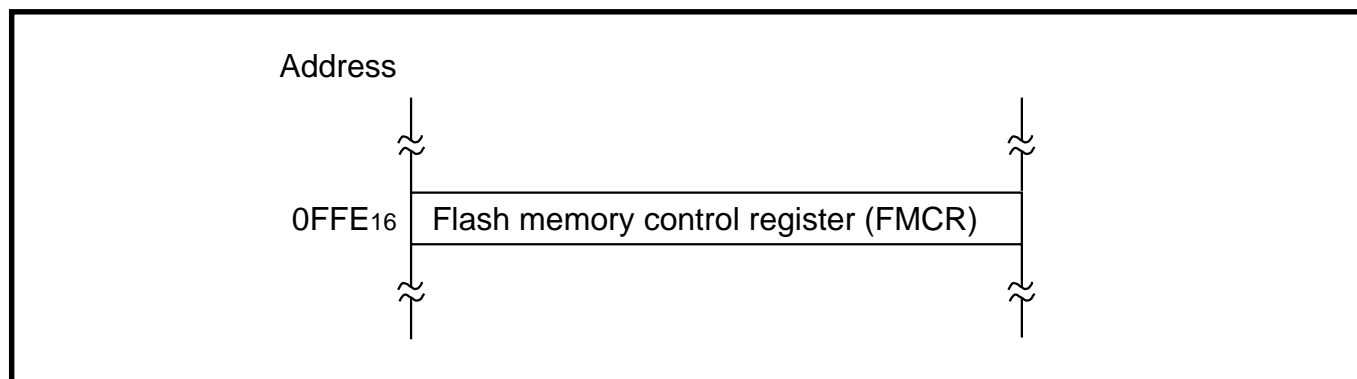 Address
0FFE16 Flash memory control register (FMCR)